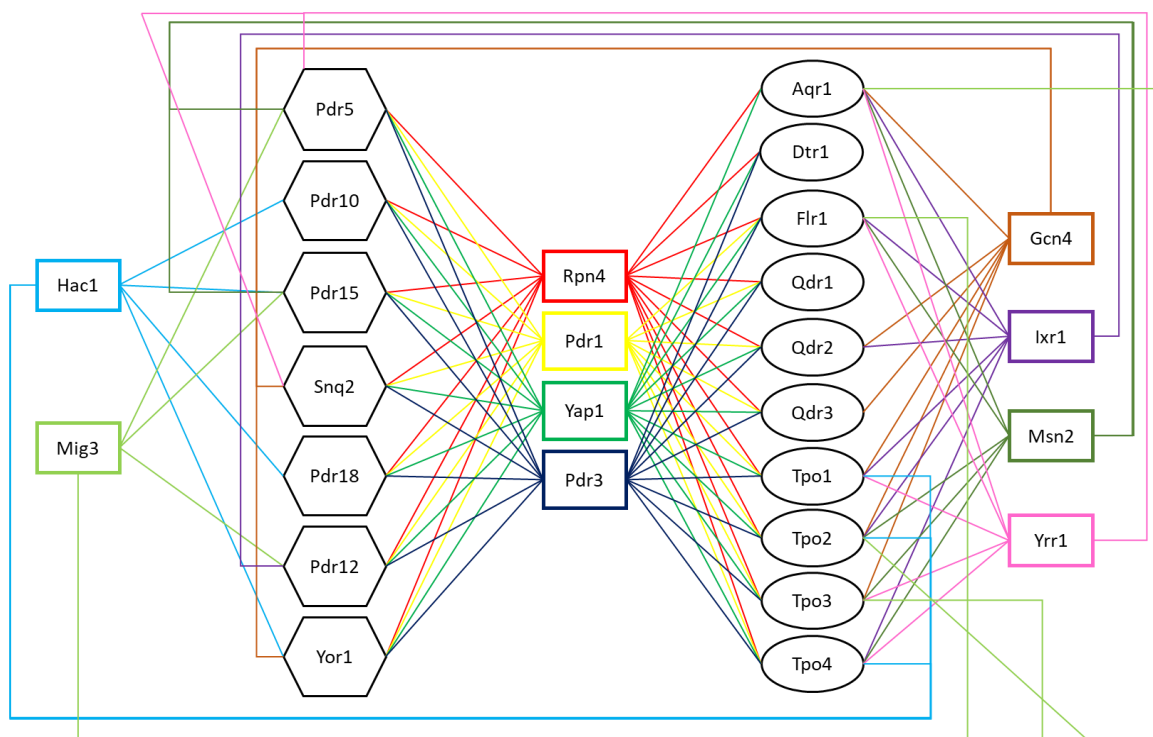 Pdr5
Pdr10
Pdr15
Snq2
Pdr18
Pdr12
Yor1
Hac1
Mig3
Rpn4
Pdr1
Yap1
Pdr3
Aqr1
Dtr1
Flr1
Qdr1
Qdr2
Qdr3
Tpo1
Tpo2
Tpo3
Tpo4
Gcn4
Ixr1
Msn2
Yrr1